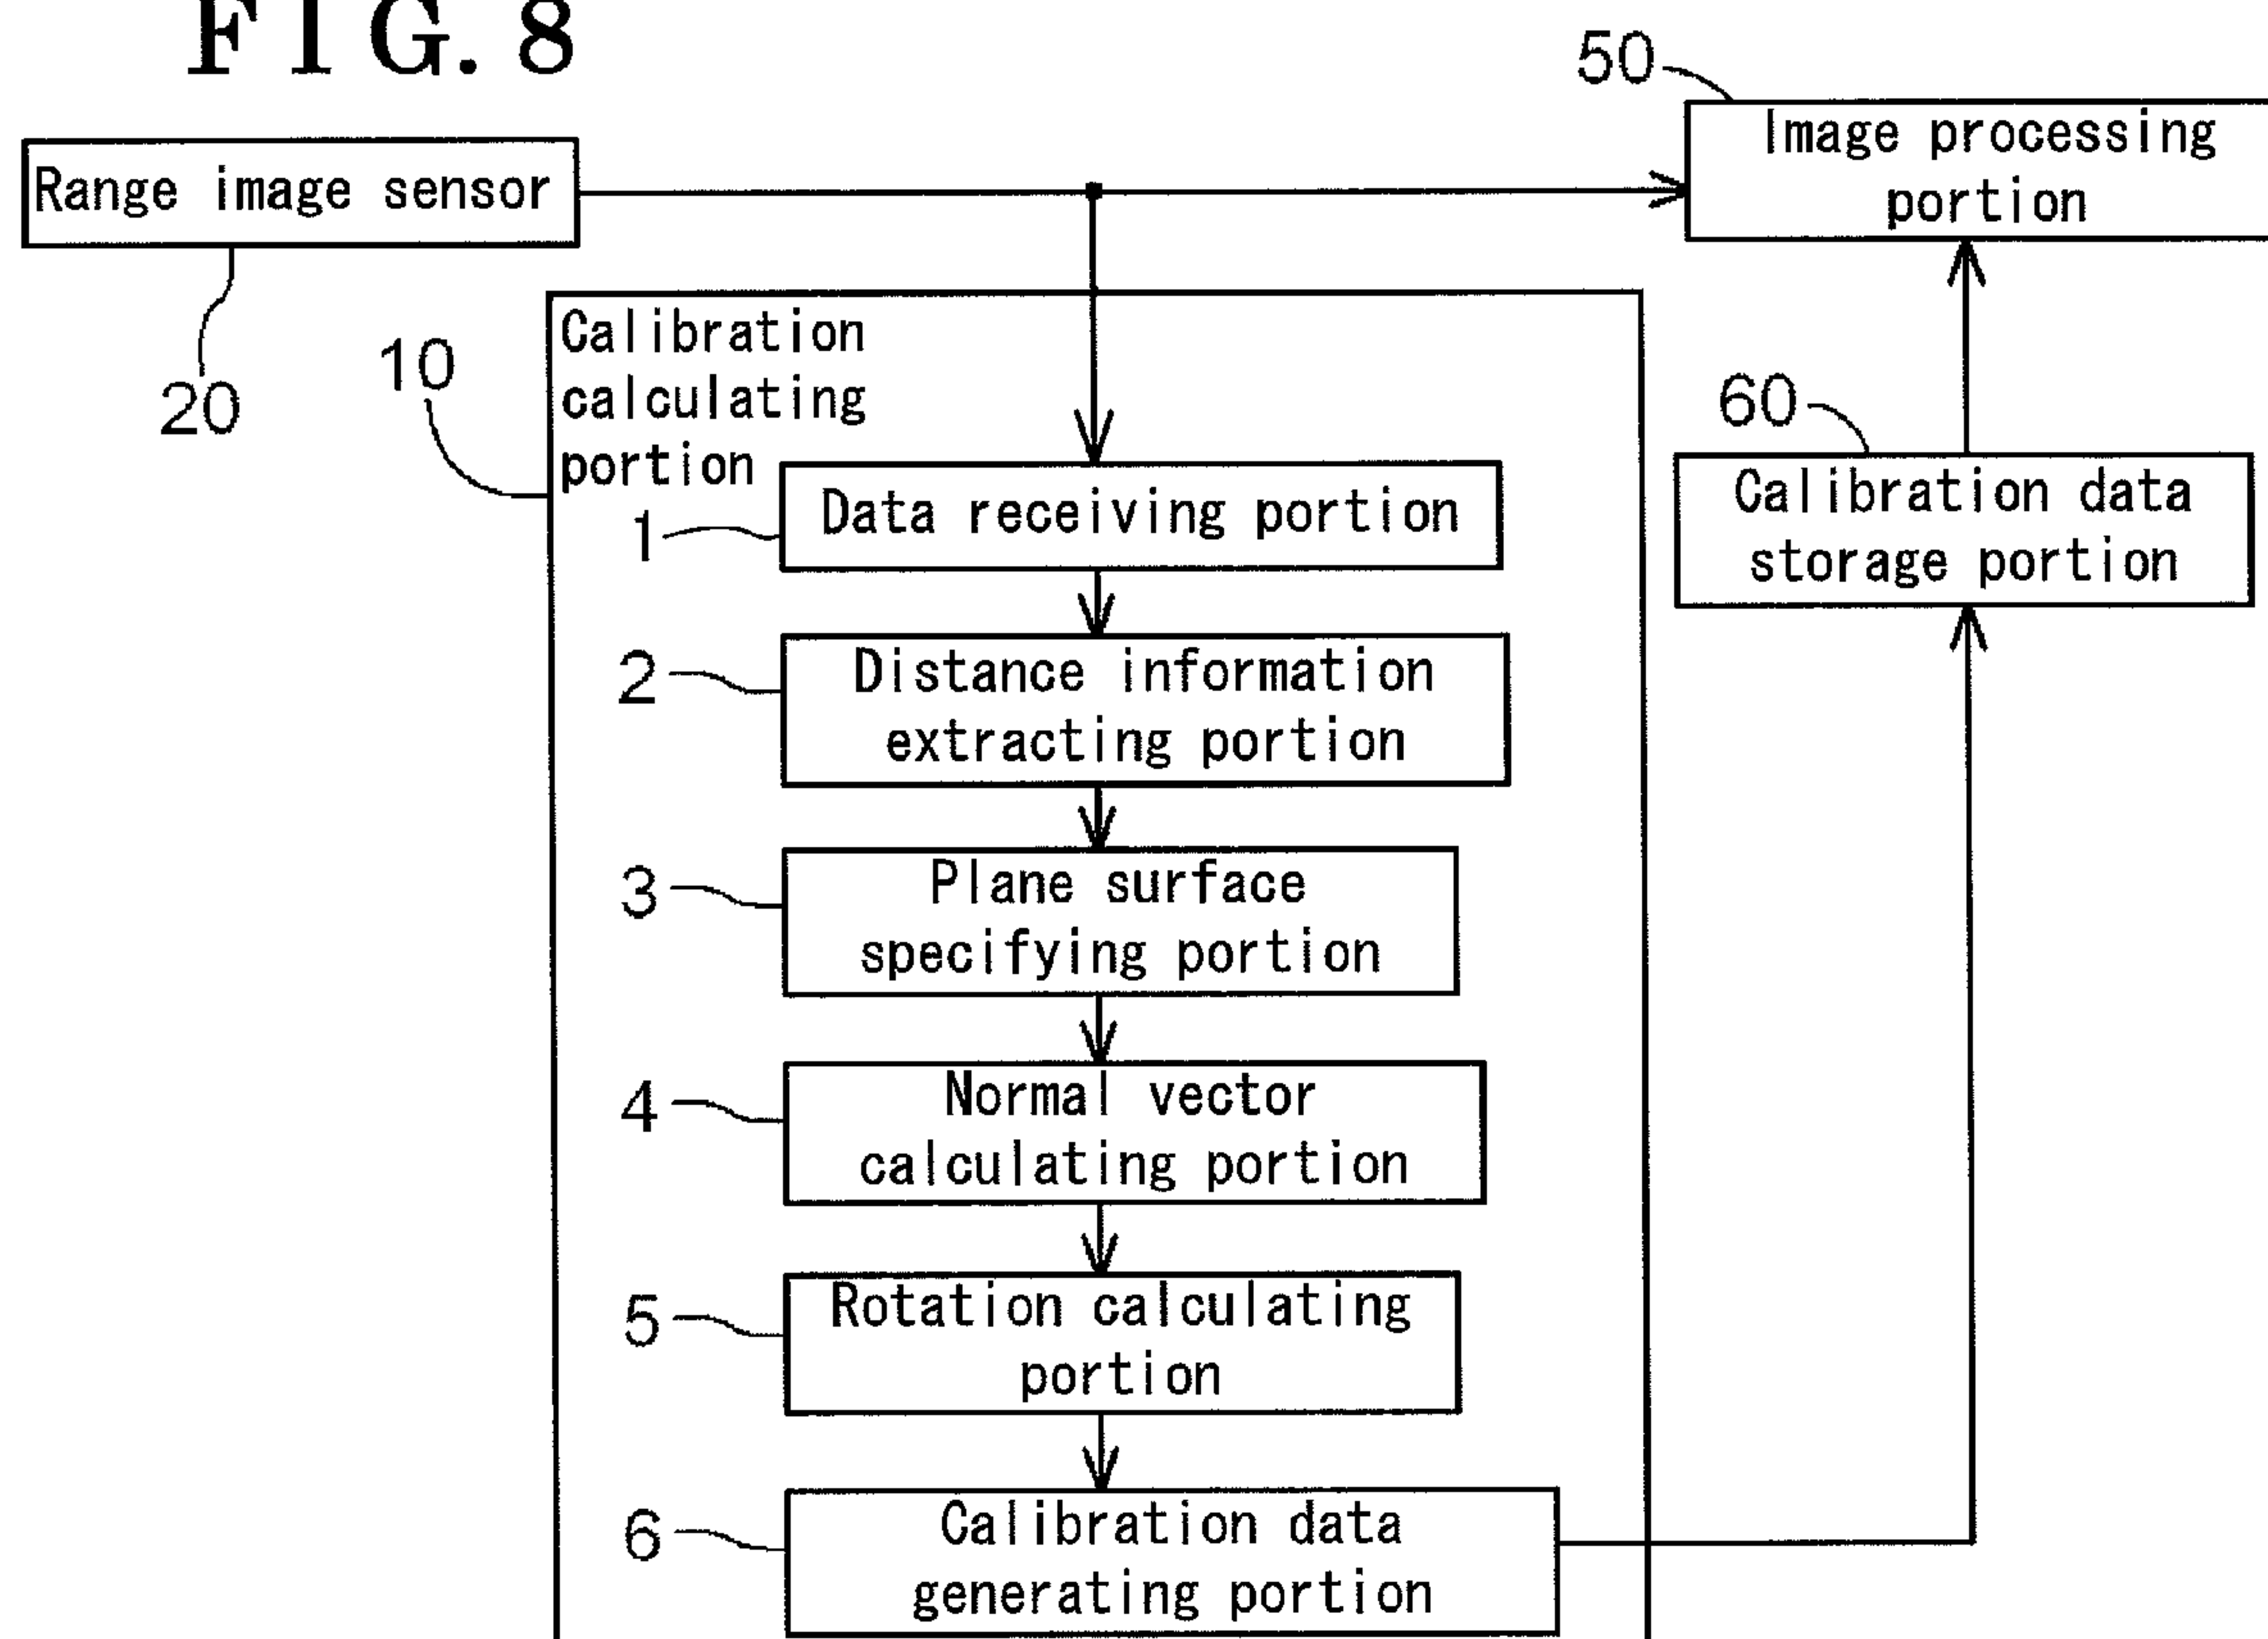 FIG. 8
50
Image processing
portion
Range image sensor
20
10
Calibration
calculating
portion
60
Calibration data
storage portion
1
Data receiving portion
2
Distance information
extracting portion
3
Plane surface
specifying portion
4
Normal vector
calculating portion
5
Rotation calculating
portion
6
Calibration data
generating portion